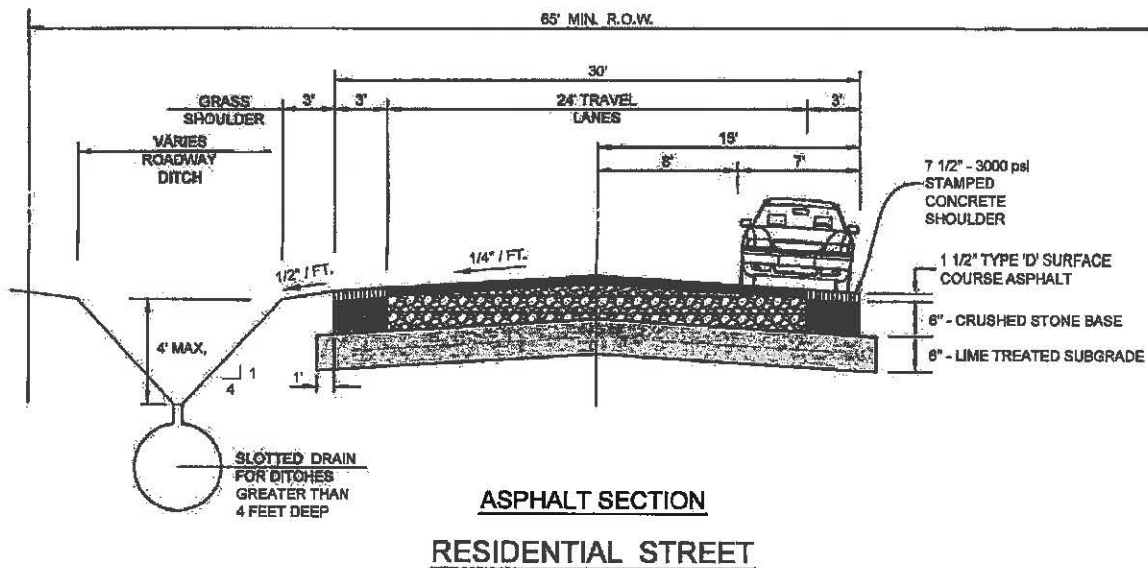 65' MIN. R.O.W.
30'
GRASS
SHOULDER
3'
3'
24' TRAVEL
LANES
3'
VARIES
ROADWAY
DITCH
15'
8'
7'
7 1/2" - 3000 psi
STAMPED
CONCRETE
SHOULDER
1/2" / FT.
1/4" / FT.
1 1/2" TYPE 'D' SURFACE
COURSE ASPHALT
6" - CRUSHED STONE BASE
4' MAX.
1
4
1'
6" - LIME TREATED SUBGRADE
SLOTTED DRAIN
FOR DITCHES
GREATER THAN
4 FEET DEEP
ASPHALT SECTION
RESIDENTIAL STREET